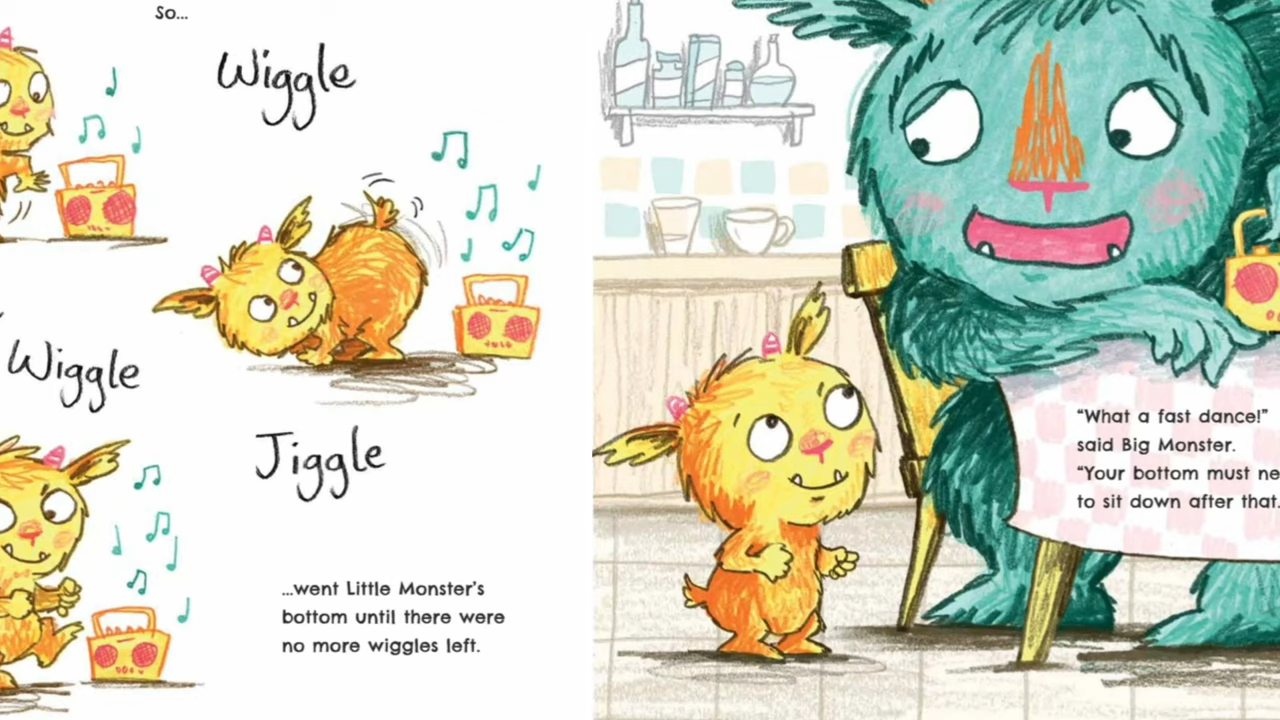 So...
Wiggle
Wiggle
Jiggle
...went Little Monster's
bottom until there were
no more wiggles left.
"What a fast dance!"
said Big Monster.
"Your bottom must
to sit down after that.